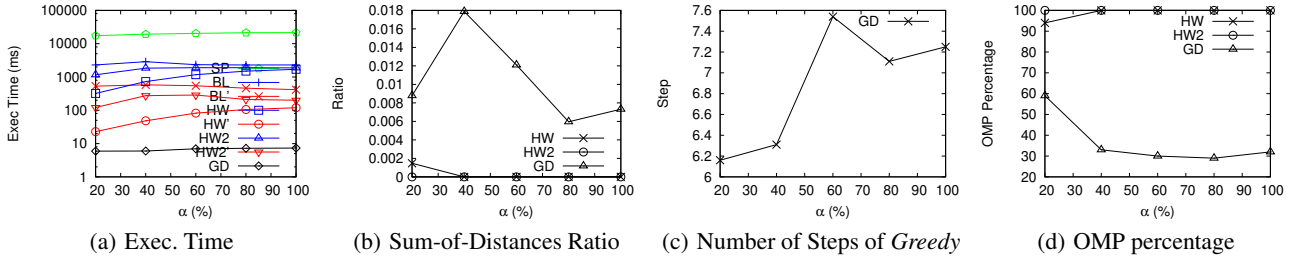 100000
10000
1000
100
10
1
Exec Time (ms)
20 30 40 50 60 70 80 90 100
α (%)
SP
BL
BL'
HW
HW'
HW2
HW2'
GD
(a) Exec. Time
0.018
0.016
0.014
0.012
0.01
0.008
0.006
0.004
0.002
0
Ratio
20 30 40 50 60 70 80 90 100
α (%)
HW
HW2
GD
(b) Sum-of-Distances Ratio
7.6
7.4
7.2
7
6.8
6.6
6.4
6.2
6
Step
20 30 40 50 60 70 80 90 100
α (%)
GD
(c) Number of Steps of Greedy
100
90
80
70
60
50
40
30
20
OMP Percentage
20 30 40 50 60 70 80 90 100
α (%)
HW
HW2
GD
(d) OMP percentage